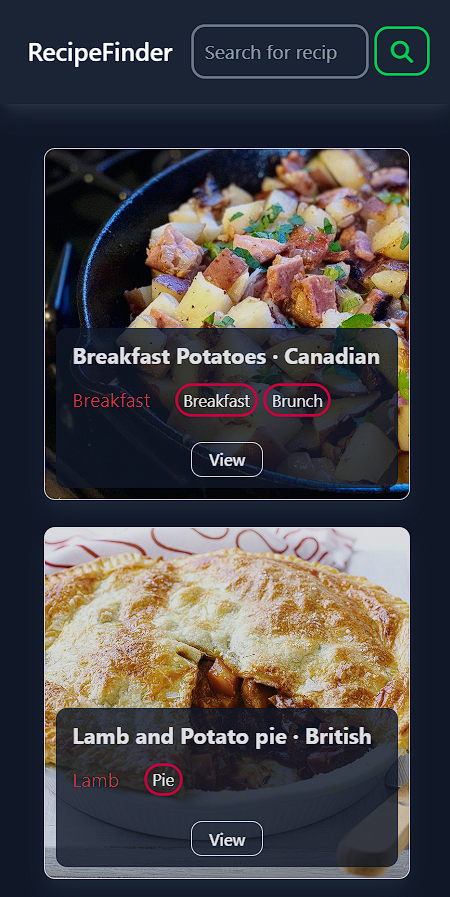 RecipeFinder
Search for recip
Breakfast Potatoes · Canadian
Breakfast Breakfast Brunch
View
Lamb and Potato pie · British
Lamb Pie
View